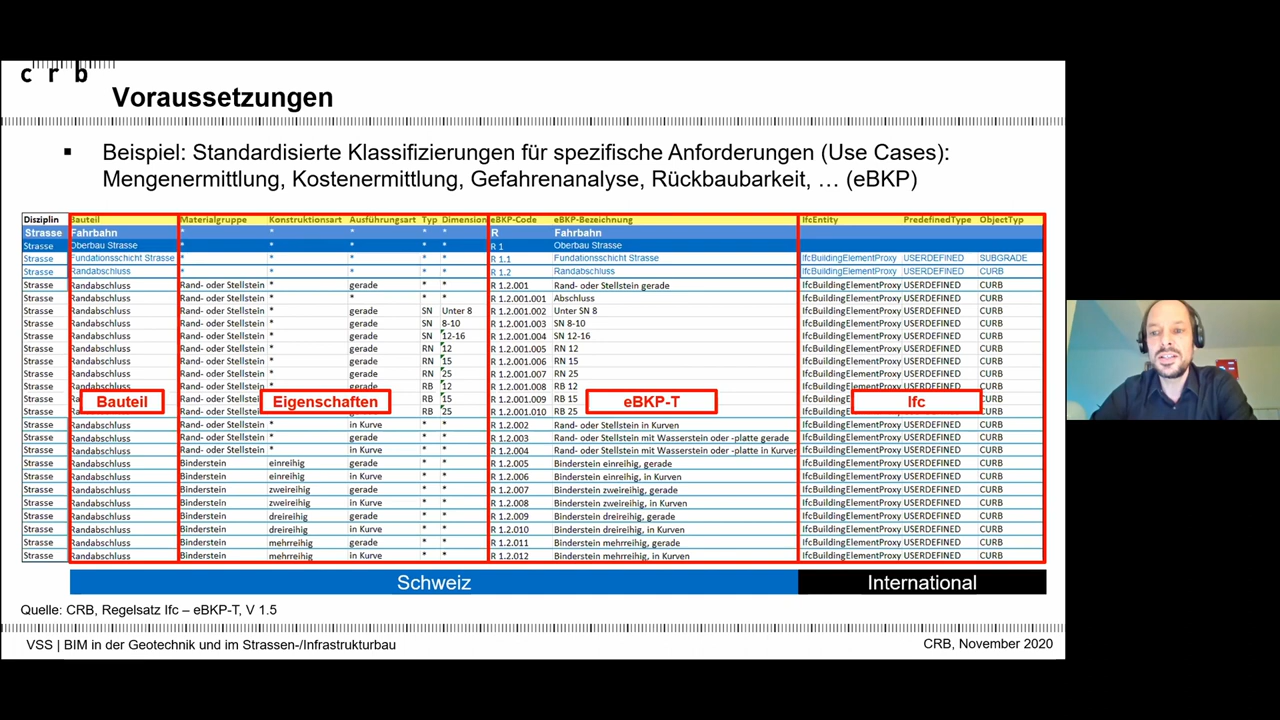 crb
Voraussetzungen
▪ Beispiel: Standardisierte Klassifizierungen für spezifische Anforderungen (Use Cases):
Mengenermittlung, Kostenermittlung, Gefahrenanalyse, Rückbaubarkeit, … (eBKP)
Disziplin Bauteil Materialgruppe Konstruktionsart Ausführungsart Typ Dimension eBKP-Code eBKP-Bezeichnung IfcEntity PredefinedType ObjectTyp
Strasse Fahrbahn * * * * * R Fahrbahn
Strasse Oberbau Strasse * * * * * R 1 Oberbau Strasse
Strasse Fundationsschicht Strasse * * * * * R 1.1 Fundationsschicht Strasse IfcBuildingElementProxy USERDEFINED SUBGRADE
Strasse Randabschluss * * * * * R 1.2 Randabschluss IfcBuildingElementProxy USERDEFINED CURB
Strasse Randabschluss Rand- oder Stellstein * gerade * * R 1.2.001 Rand- oder Stellstein gerade IfcBuildingElementProxy USERDEFINED CURB
Strasse Randabschluss Rand- oder Stellstein * * * * R 1.2.001.001 Abschluss IfcBuildingElementProxy USERDEFINED CURB
Strasse Randabschluss Rand- oder Stellstein * gerade SN Unter 8 R 1.2.001.002 Unter SN 8 IfcBuildingElementProxy USERDEFINED CURB
Strasse Randabschluss Rand- oder Stellstein * gerade SN 8-10 R 1.2.001.003 SN 8-10 IfcBuildingElementProxy USERDEFINED CURB
Strasse Randabschluss Rand- oder Stellstein * gerade SN 12-16 R 1.2.001.004 SN 12-16 IfcBuildingElementProxy USERDEFINED CURB
Strasse Randabschluss Rand- oder Stellstein * gerade RN 12 R 1.2.001.005 RN 12 IfcBuildingElementProxy USERDEFINED CURB
Strasse Randabschluss Rand- oder Stellstein * gerade RN 15 R 1.2.001.006 RN 15 IfcBuildingElementProxy USERDEFINED CURB
Strasse Randabschluss Rand- oder Stellstein * gerade RN 25 R 1.2.001.007 RN 25 IfcBuildingElementProxy USERDEFINED CURB
Strasse Randabschluss Rand- oder Stellstein * gerade RB 12 R 1.2.001.008 RB 12 IfcBuildingElementProxy USERDEFINED CURB
Strasse RB 15 R 1.2.001.009 RB 15 CURB
Bauteil Eigenschaften eBKP-T Ifc
Strasse RB 25 R 1.2.001.010 RB 25 CURB
Strasse Randabschluss Rand- oder Stellstein * in Kurve * * R 1.2.002 Rand- oder Stellstein in Kurven IfcBuildingElementProxy USERDEFINED CURB
Strasse Randabschluss Rand- oder Stellstein * gerade * * R 1.2.003 Rand- oder Stellstein mit Wasserstein oder -platte gerade IfcBuildingElementProxy USERDEFINED CURB
Strasse Randabschluss Rand- oder Stellstein * in Kurve * * R 1.2.004 Rand- oder Stellstein mit Wasserstein oder -platte in Kurven IfcBuildingElementProxy USERDEFINED CURB
Strasse Randabschluss Binderstein einreihig gerade * * R 1.2.005 Binderstein einreihig, gerade IfcBuildingElementProxy USERDEFINED CURB
Strasse Randabschluss Binderstein einreihig in Kurve * * R 1.2.006 Binderstein einreihig, in Kurven IfcBuildingElementProxy USERDEFINED CURB
Strasse Randabschluss Binderstein zweireihig gerade * * R 1.2.007 Binderstein zweireihig, gerade IfcBuildingElementProxy USERDEFINED CURB
Strasse Randabschluss Binderstein zweireihig in Kurve * * R 1.2.008 Binderstein zweireihig, in Kurven IfcBuildingElementProxy USERDEFINED CURB
Strasse Randabschluss Binderstein dreireihig gerade * * R 1.2.009 Binderstein dreireihig, gerade IfcBuildingElementProxy USERDEFINED CURB
Strasse Randabschluss Binderstein dreireihig in Kurve * * R 1.2.010 Binderstein dreireihig, in Kurven IfcBuildingElementProxy USERDEFINED CURB
Strasse Randabschluss Binderstein mehrreihig gerade * * R 1.2.011 Binderstein mehrreihig, gerade IfcBuildingElementProxy USERDEFINED CURB
Strasse Randabschluss Binderstein mehrreihig in Kurve * * R 1.2.012 Binderstein mehrreihig, in Kurven IfcBuildingElementProxy USERDEFINED CURB
Schweiz International
Quelle: CRB, Regelsatz Ifc – eBKP-T, V 1.5
VSS | BIM in der Geotechnik und im Strassen-/Infrastrukturbau CRB, November 2020